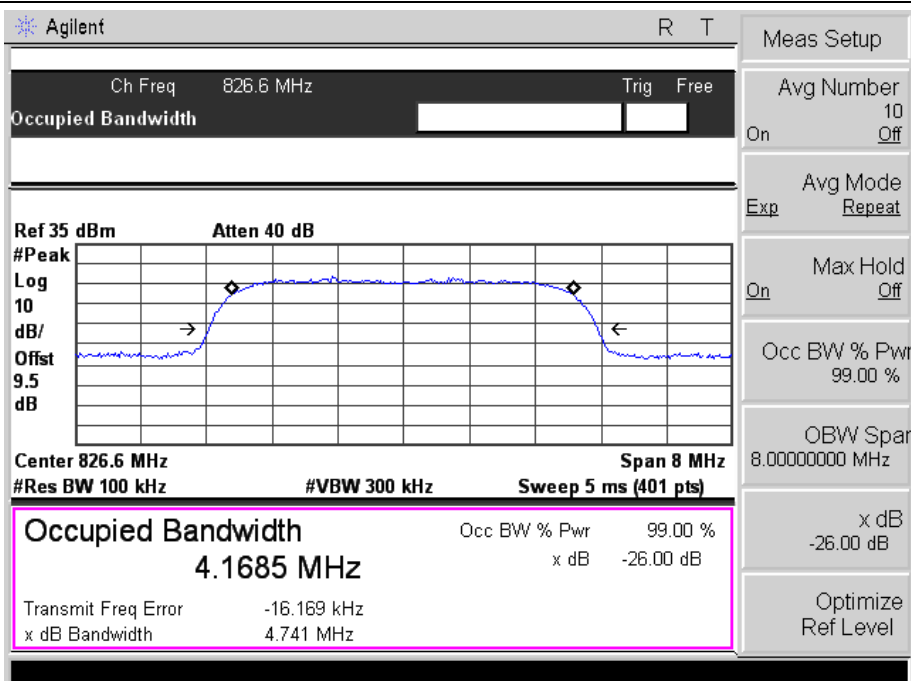 Agilent R T
Ch Freq 826.6 MHz Trig Free
Occupied Bandwidth
Ref 35 dBm Atten 40 dB
#Peak
Log
10
dB/
Offst
9.5
dB
Center 826.6 MHz Span 8 MHz
#Res BW 100 kHz #VBW 300 kHz Sweep 5 ms (401 pts)
Occupied Bandwidth
4.1685 MHz
Occ BW % Pwr 99.00 %
x dB -26.00 dB
Transmit Freq Error -16.169 kHz
x dB Bandwidth 4.741 MHz
Meas Setup
Avg Number
10
On Off
Avg Mode
Exp Repeat
Max Hold
On Off
Occ BW % Pwr
99.00 %
OBW Span
8.00000000 MHz
x dB
-26.00 dB
Optimize
Ref Level